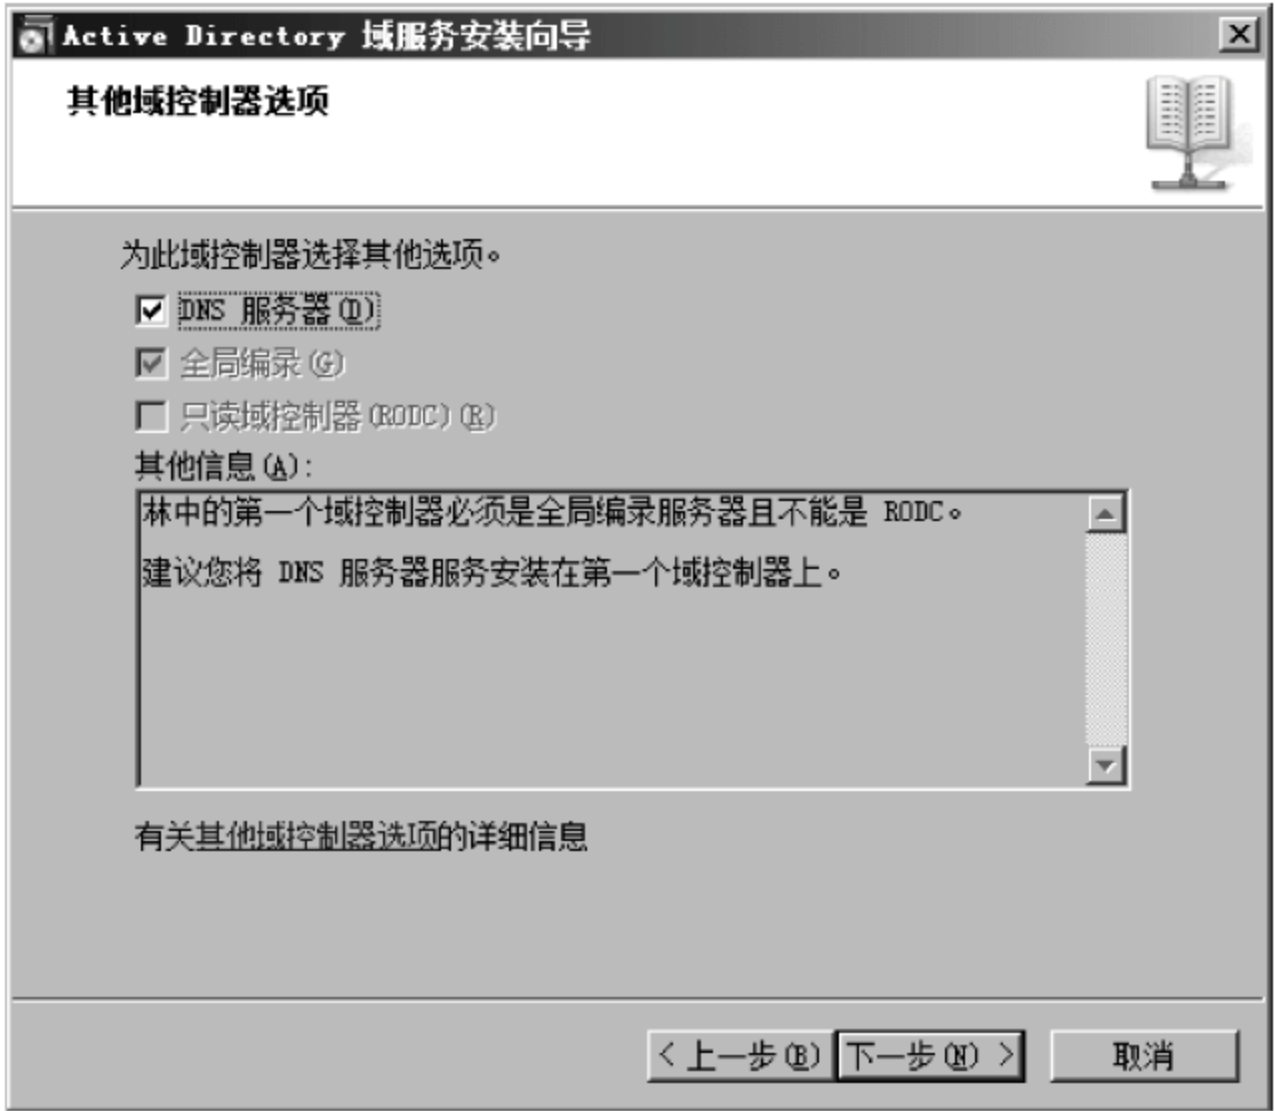 Active Directory 域服务安装向导
其他域控制器选项
为此域控制器选择其他选项。
DNS 服务器(D)
全局编录(G)
只读域控制器(RODC)(R)
其他信息(A):
林中的第一个域控制器必须是全局编录服务器且不能是 RODC。
建议您将 DNS 服务器服务安装在第一个域控制器上。
有关其他域控制器选项的详细信息
< 上一步(B) 下一步(N) > 取消